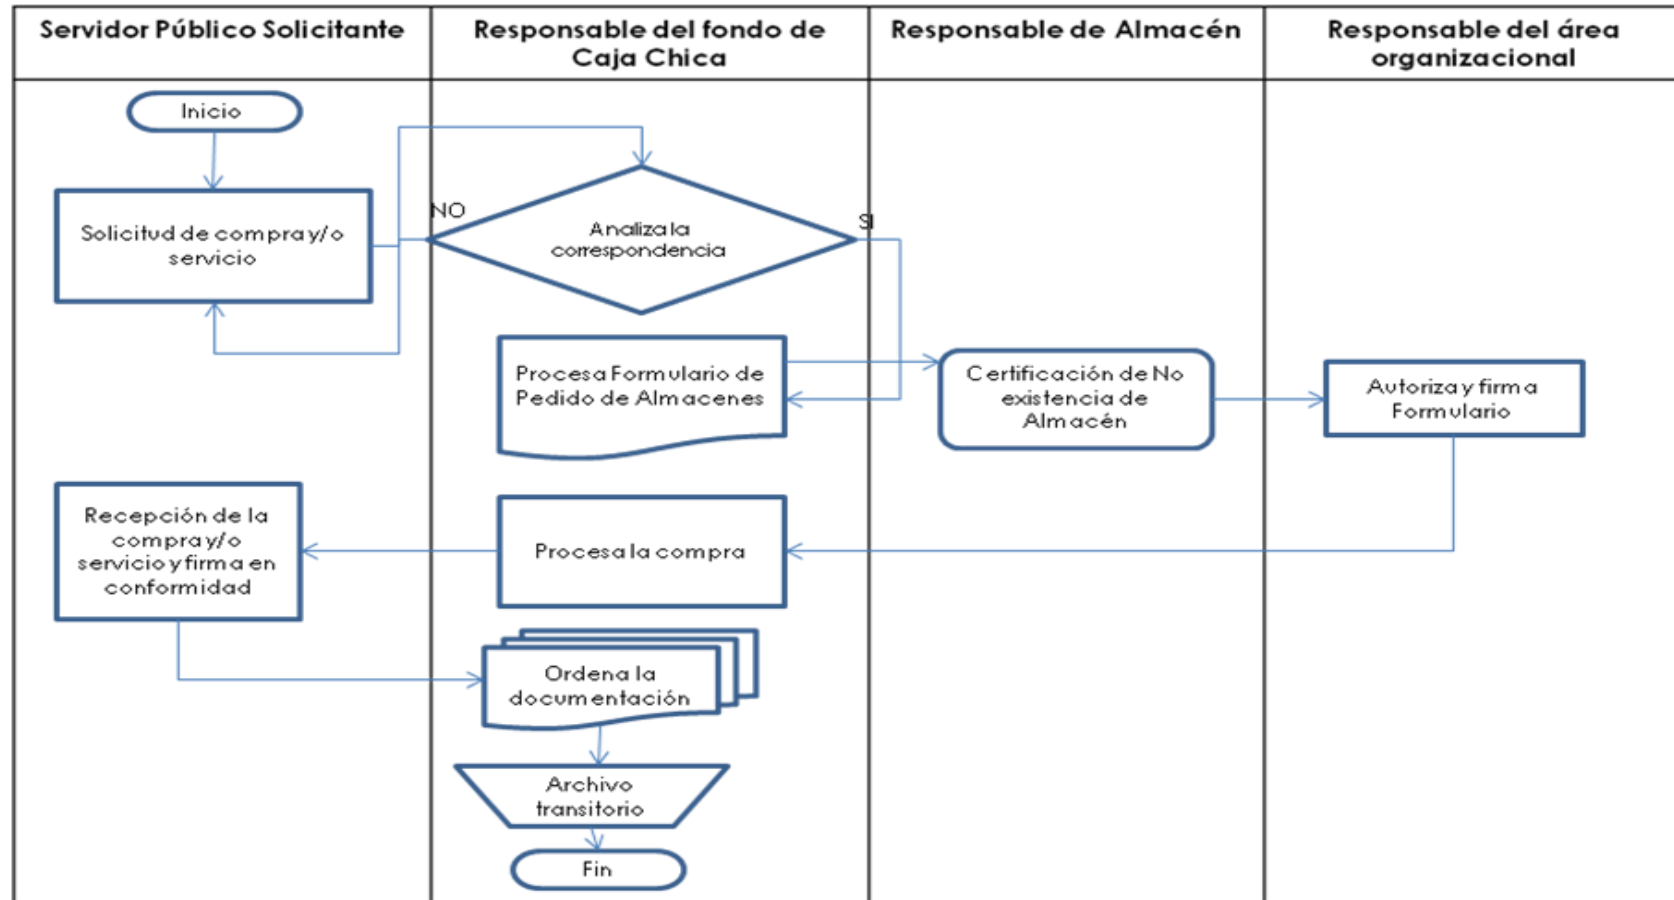 Servidor Público Solicitante
Responsable del fondo de
Caja Chica
Responsable de Almacén
Responsable del área
organizacional
Inicio
Solicitud de compra y/o
servicio
NO
Analiza la
correspondencia
SI
Procesa Formulario de
Pedido de Almacenes
Certificación de No
existencia de
Almacén
Autoriza y firma
Formulario
Recepción de la
compra y/o
servicio y firma en
conformidad
Procesa la compra
Ordena la
documentación
Archivo
transitorio
Fin